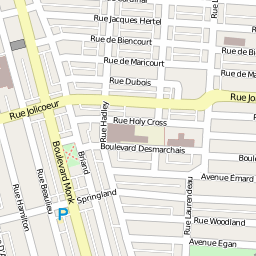 Cardinal
Rue Jacques Hertel
Rue de Biencourt
Rue de B
Rue de Maricourt
Rue Dubois
Rue Jo
Rue Hadley
Rue Jolicoeur
Rue Holy Cross
Boulevard Desmarchais
Boulevard Monk
Briand
Springland
Avenue Emard
Rue E
Rue Laurendeau
Rue Beaulieu
Rue Hamilton
P
Rue Woodland
Avenue Egan